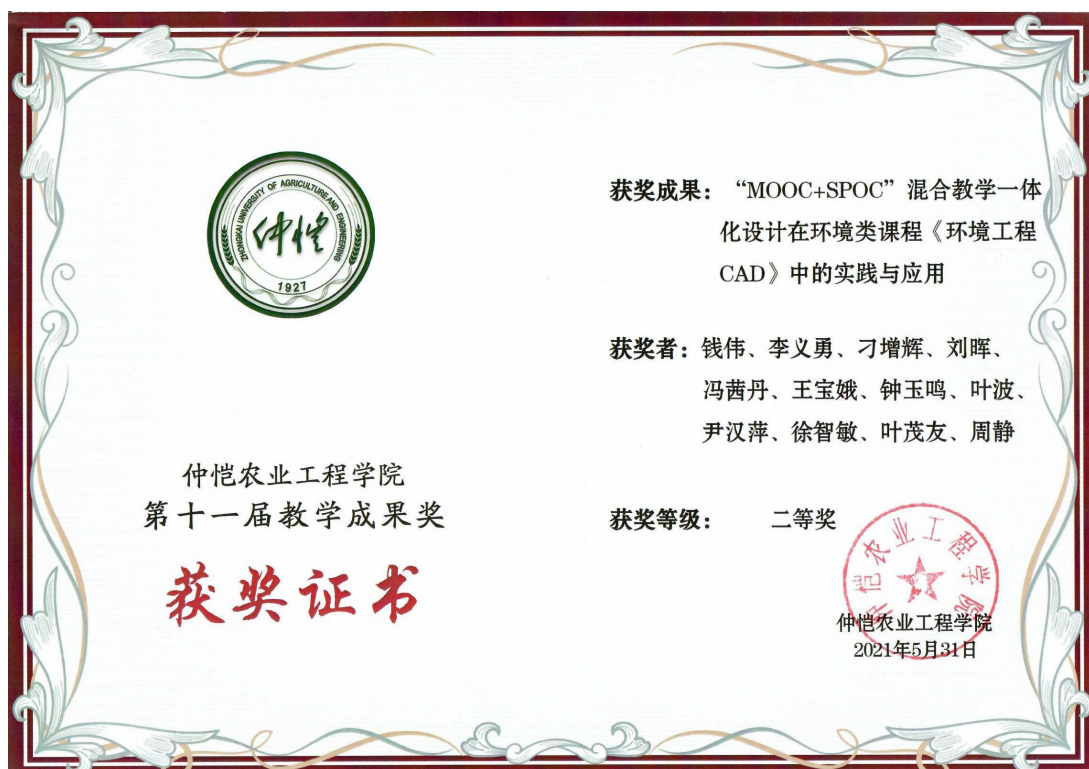 ZHONGKAI UNIVERSITY OF AGRICULTURE AND ENGINEERING
仲恺
1927
仲恺农业工程学院
第十一届教学成果奖
获奖证书
获奖成果：“MOOC+SPOC”混合教学一体
化设计在环境类课程《环境工程
CAD》中的实践与应用
获奖者：钱伟、李义勇、刁增辉、刘晖、
冯茜丹、王宝娥、钟玉鸣、叶波、
尹汉萍、徐智敏、叶茂友、周静
获奖等级： 二等奖
仲恺农业工程学院
仲恺农业工程学院
2021年5月31日